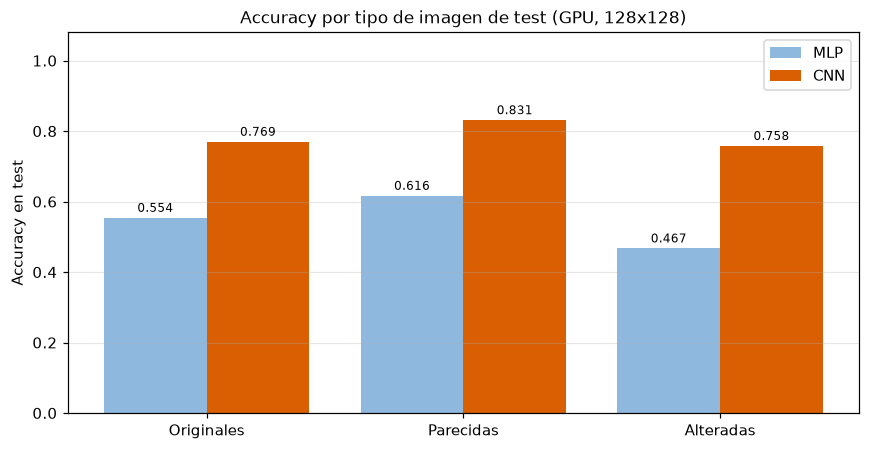 Accuracy por tipo de imagen de test (GPU, 128x128)
MLP
CNN
Accuracy en test
1.0
0.8
0.6
0.4
0.2
0.0
0.554
0.769
0.616
0.831
0.467
0.758
Originales
Parecidas
Alteradas